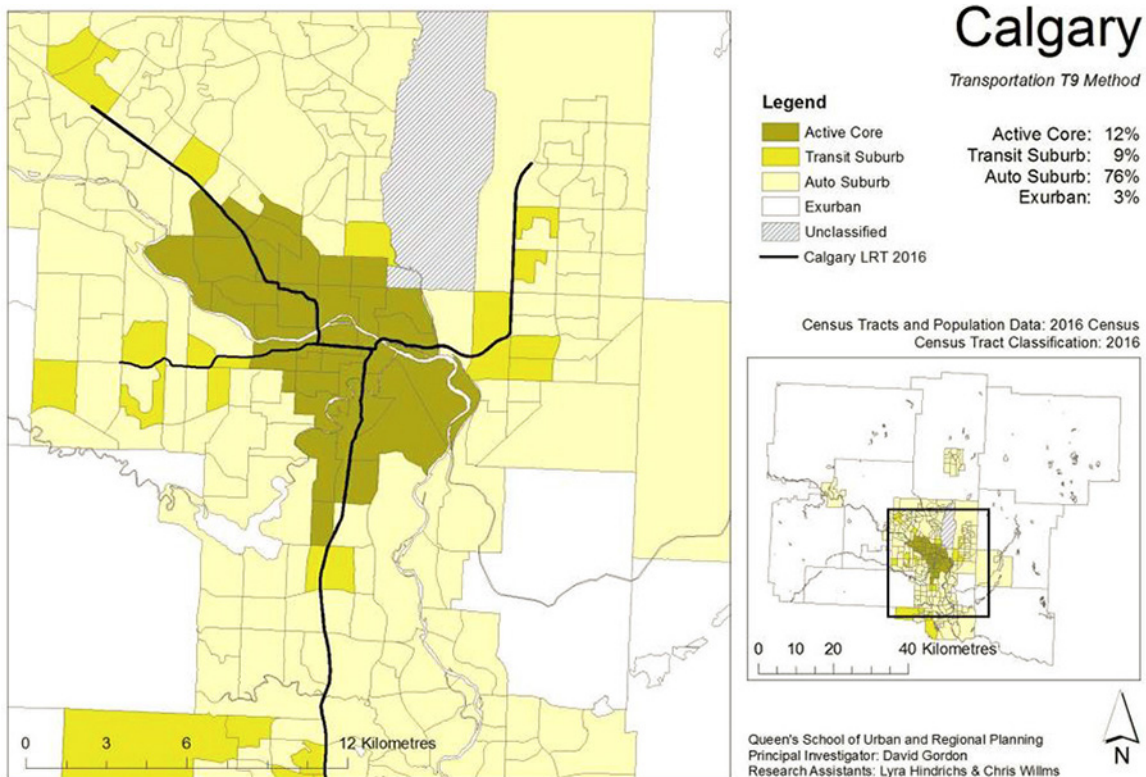 Calgary
Transportation T9 Method
Legend
Active Core
Transit Suburb
Auto Suburb
Exurban
Unclassified
Calgary LRT 2016
Active Core: 12%
Transit Suburb: 9%
Auto Suburb: 76%
Exurban: 3%
Census Tracts and Population Data: 2016 Census
Census Tract Classification: 2016
0 10 20 40 Kilometres
0 3 6 12 Kilometres
N
Queen's School of Urban and Regional Planning
Principal Investigator: David Gordon
Research Assistants: Lyra Hindrichs & Chris Willms